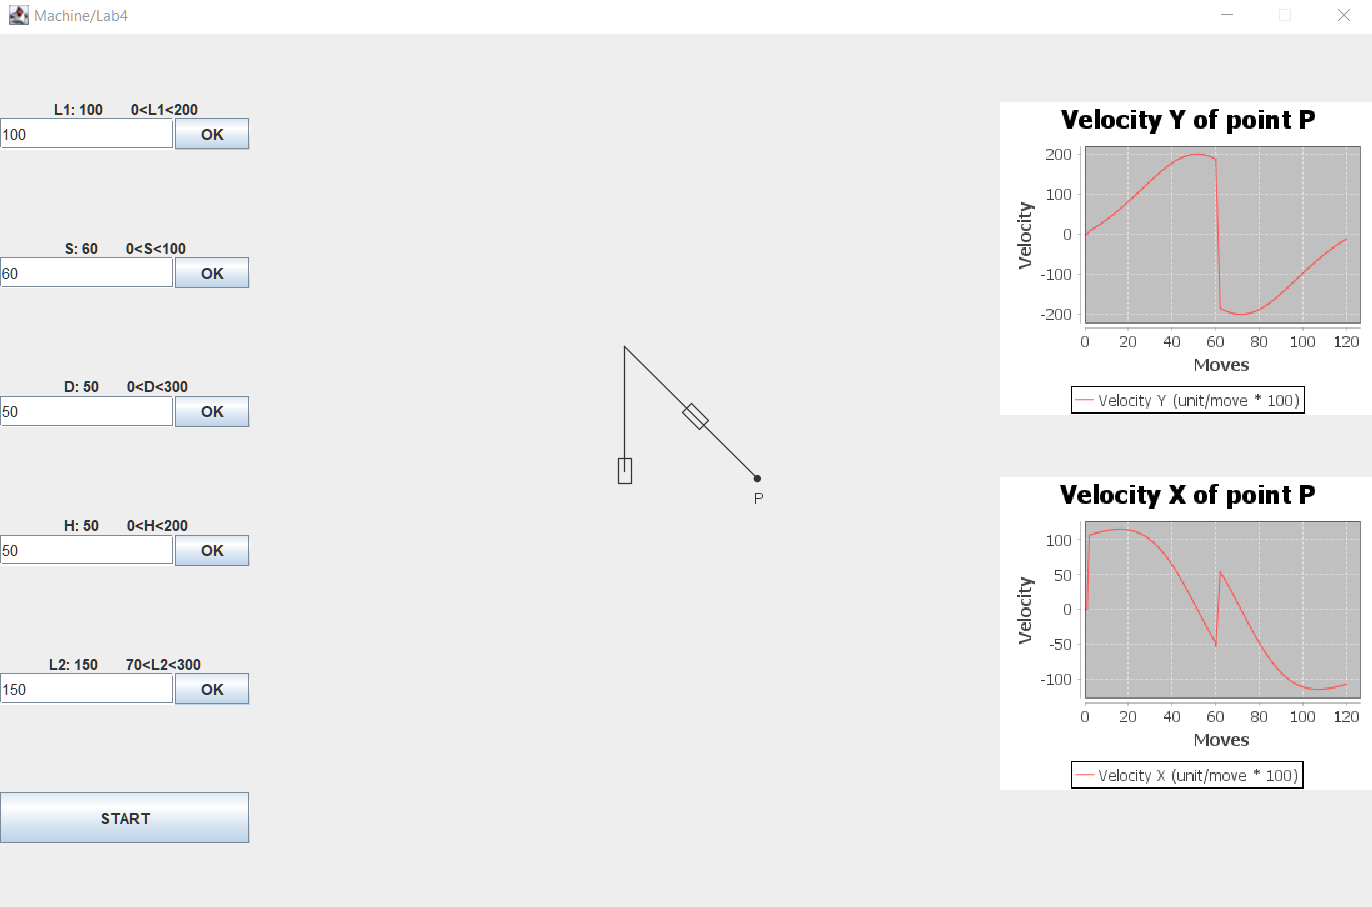 Machine/Lab4
L1: 100 0<L1<200
100 OK
S: 60 0<S<100
60 OK
D: 50 0<D<300
50 OK
H: 50 0<H<200
50 OK
L2: 150 70<L2<300
150 OK
START
P
Velocity Y of point P
200
100
0
-100
-200
Velocity
0 20 40 60 80 100 120
Moves
Velocity Y (unit/move * 100)
Velocity X of point P
100
50
0
-50
-100
Velocity
0 20 40 60 80 100 120
Moves
Velocity X (unit/move * 100)